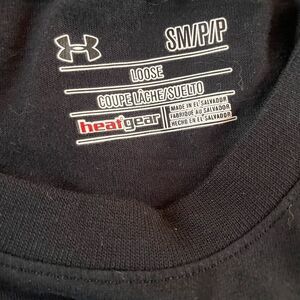 SM/P/P
LOOSE
COUPE LÂCHE/SUELTO
heatgear
MADE IN EL SALVADOR
FABRIQUÉ AU SALVADOR
HECHO EN EL SALVADOR